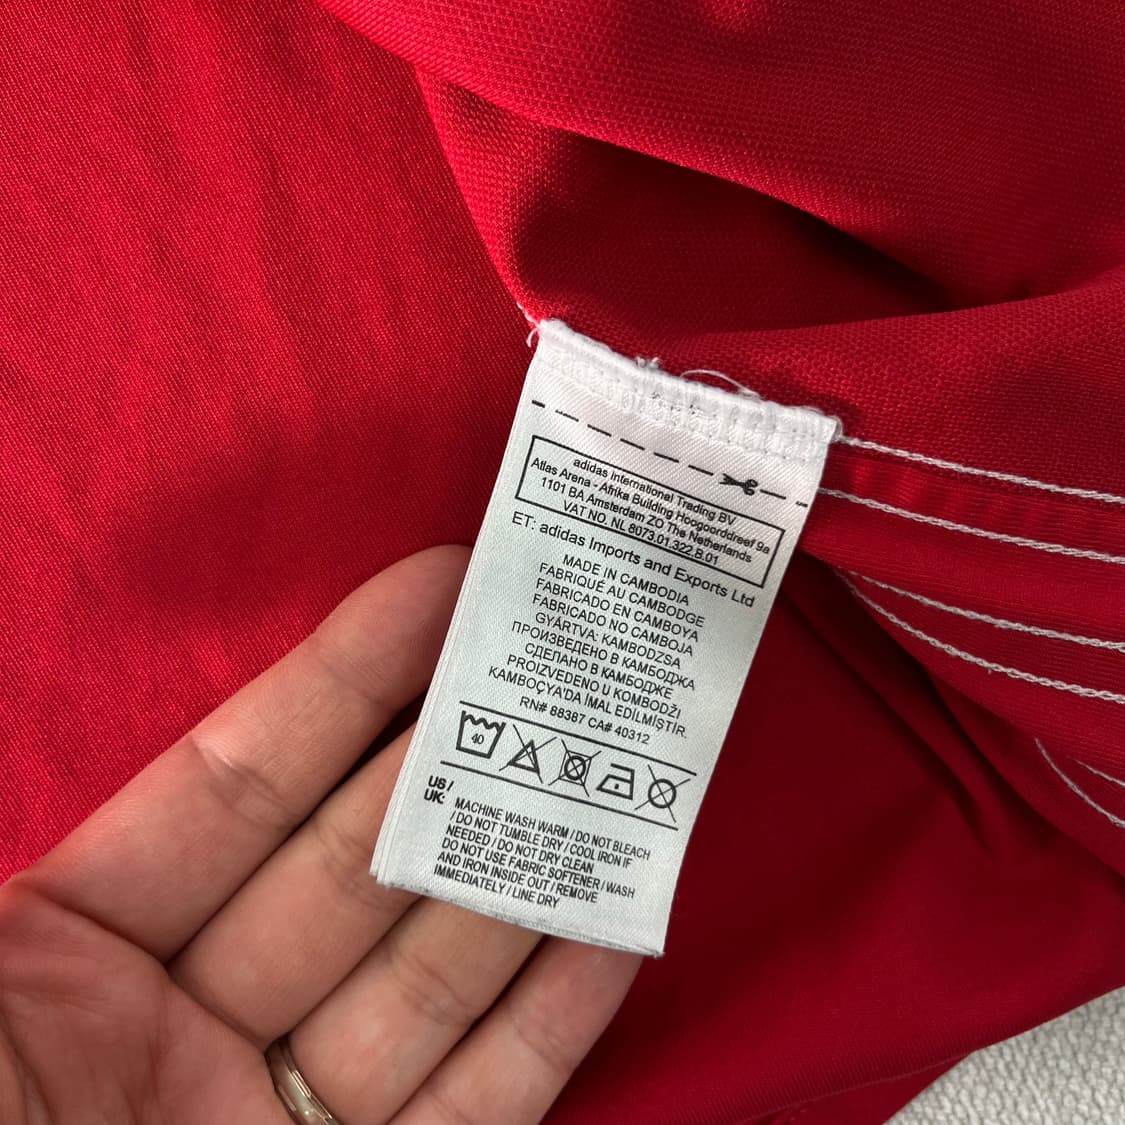 adidas International Trading BV
Atlas Arena - Afrika Building Hoogoorddreef 9a
1101 BA Amsterdam ZO The Netherlands
VAT NO. NL 8073.01.322.B.01
ET: adidas Imports and Exports Ltd
MADE IN CAMBODIA
FABRIQUÉ AU CAMBODGE
FABRICADO EN CAMBOYA
FABRICADO NO CAMBOJA
GYÁRTVA: KAMBODZSA
ПРОИЗВЕДЕНО В КАМБОДЖА
СДЕЛАНО В КАМБОДЖЕ
PROIZVEDENO U KOMBODŽI
KAMBOÇYA'DA İMAL EDİLMİŞTİR.
RN# 88387 CA# 40312
40
US/
UK:
MACHINE WASH WARM / DO NOT BLEACH
/ DO NOT TUMBLE DRY / COOL IRON IF
NEEDED / DO NOT DRY CLEAN
DO NOT USE FABRIC SOFTENER / WASH
AND IRON INSIDE OUT / REMOVE
IMMEDIATELY / LINE DRY